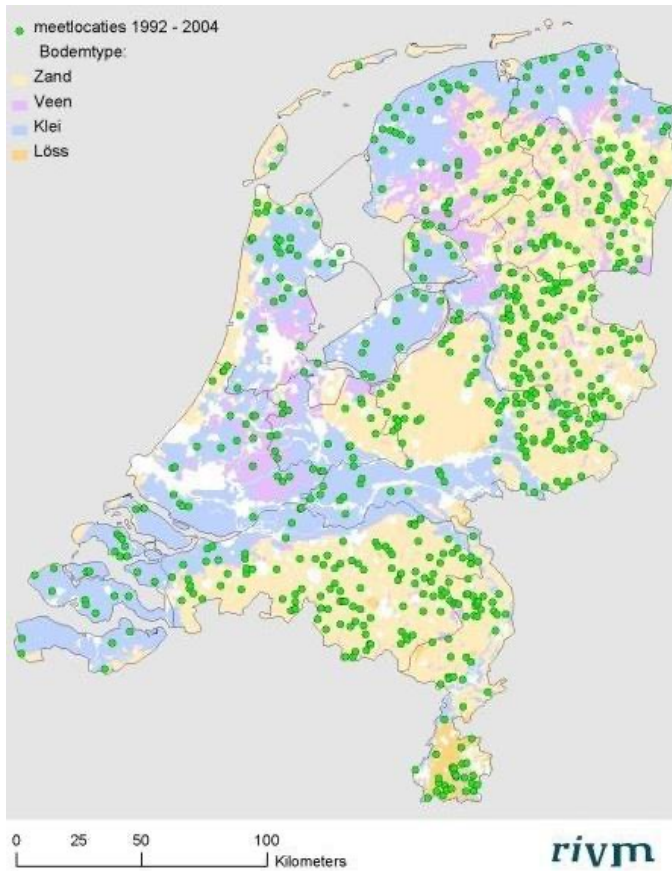 meetlocaties 1992 - 2004
Bodemtype:
Zand
Veen
Klei
Löss
0 25 50 100
Kilometers
rivm